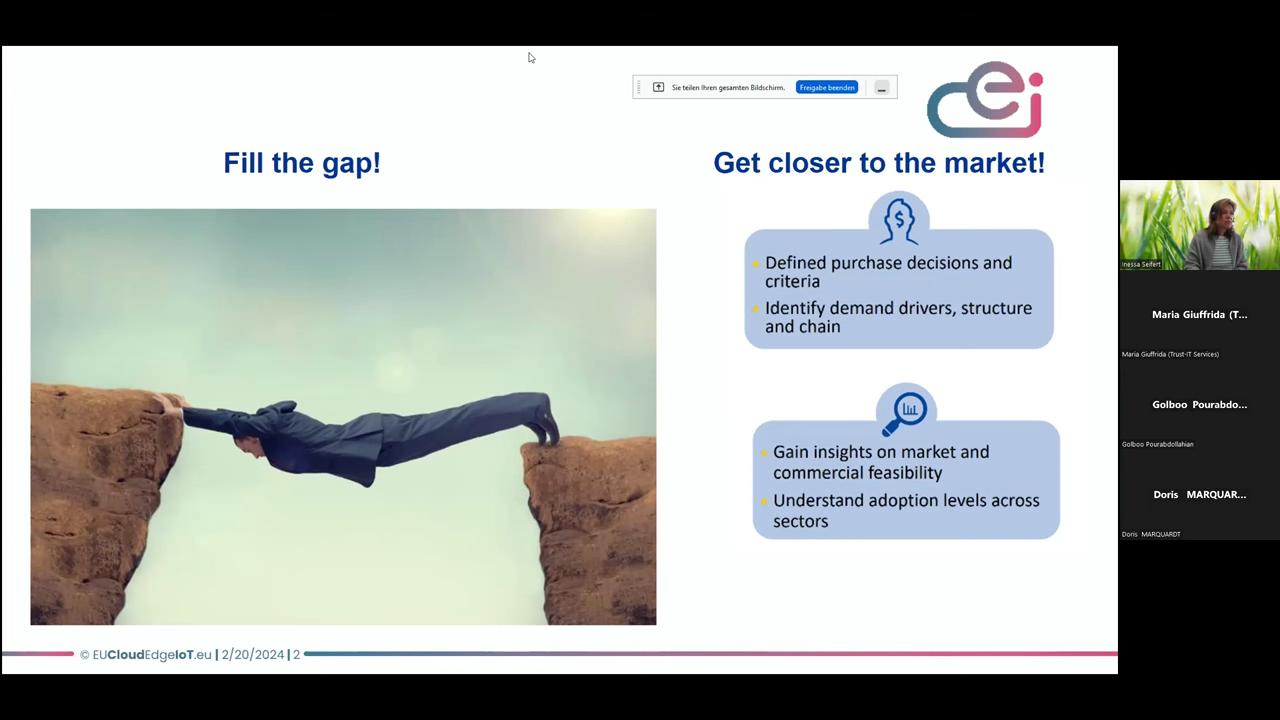 Sie teilen Ihren gesamten Bildschirm.
Freigabe beenden
ei
Fill the gap!
Get closer to the market!
$
Defined purchase decisions and
criteria
Identify demand drivers, structure
and chain
Gain insights on market and
commercial feasibility
Understand adoption levels across
sectors
© EUCloudEdgeIoT.eu | 2/20/2024 | 2
Inessa Seifert
Maria Giuffrida (T...
Maria Giuffrida (Trust-IT Services)
Golboo Pourabdo...
Golboo Pourabdollahian
Doris MARQUAR...
Doris MARQUARDT